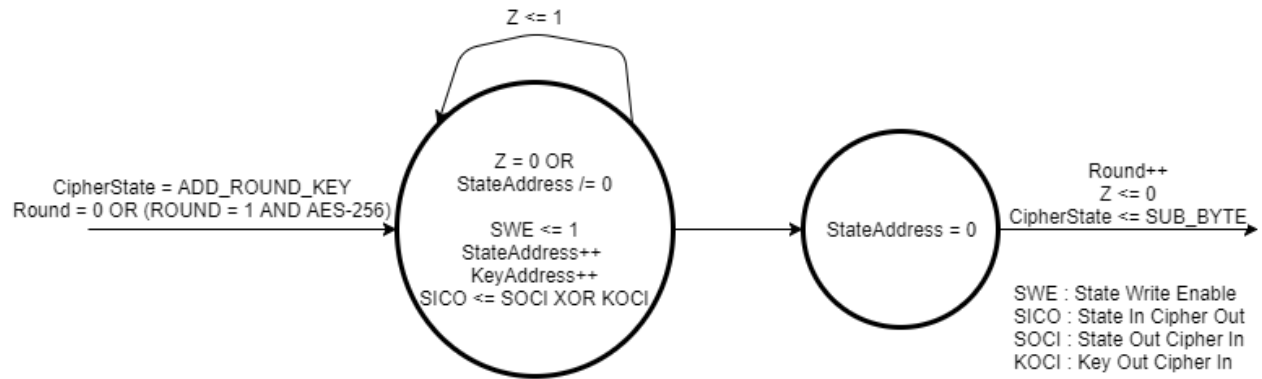 Z <= 1
CipherState = ADD_ROUND_KEY
Round = 0 OR (ROUND = 1 AND AES-256)
Z = 0 OR
StateAddress /= 0
SWE <= 1
StateAddress++
KeyAddress++
SICO <= SOCI XOR KOCI
StateAddress = 0
Round++
Z <= 0
CipherState <= SUB_BYTE
SWE : State Write Enable
SICO : State In Cipher Out
SOCI : State Out Cipher In
KOCI : Key Out Cipher In